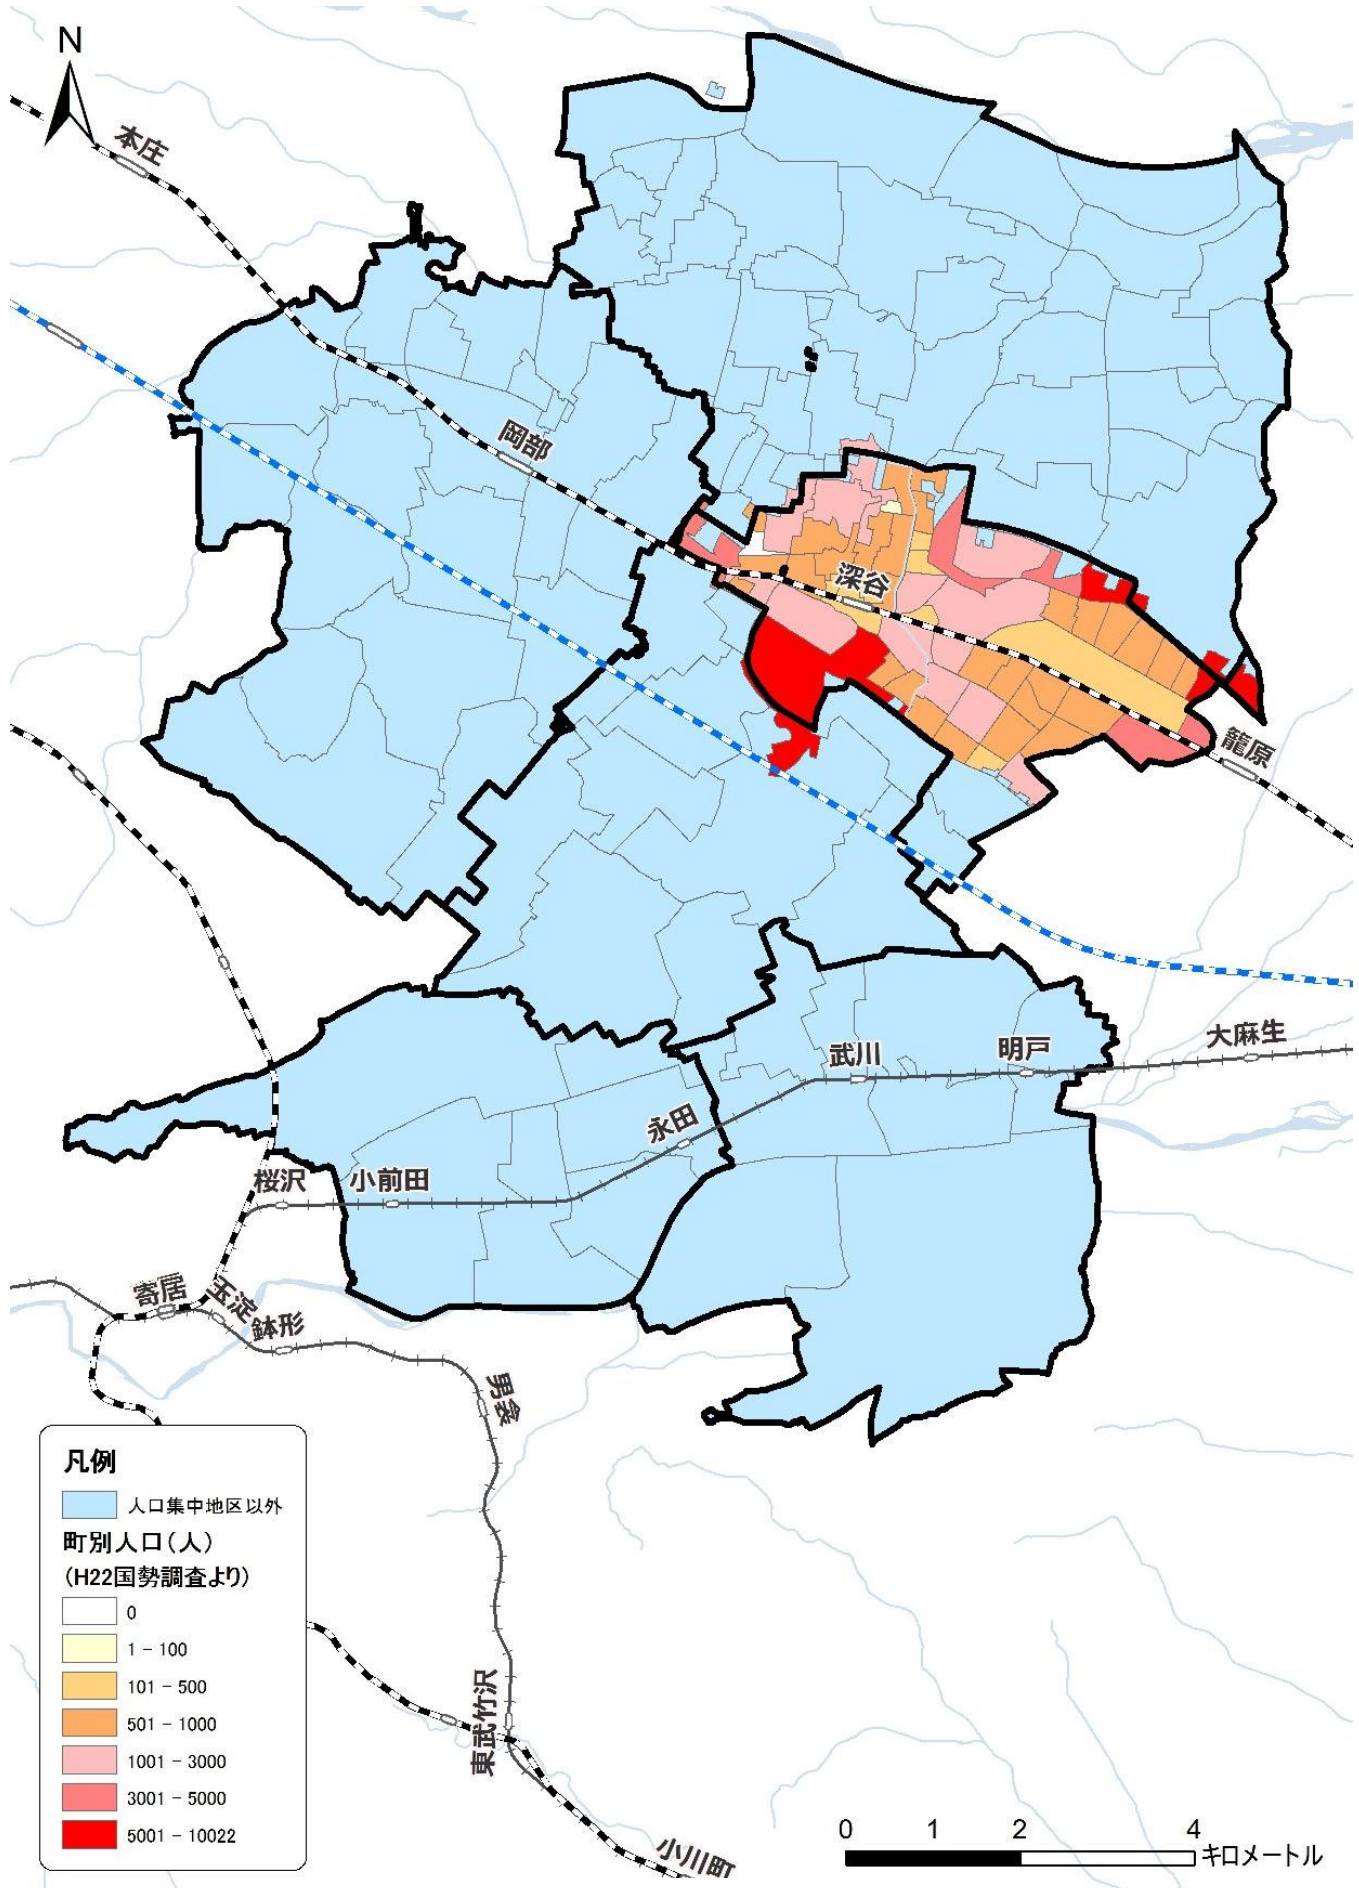 N
本庄
岡部
深谷
籠原
大麻生
明戸
武川
永田
小前田
桜沢
寄居
玉淀
鉢形
男衾
東武竹沢
小川町
凡例
人口集中地区以外
町別人口(人)
(H22国勢調査より)
0
1 - 100
101 - 500
501 - 1000
1001 - 3000
3001 - 5000
5001 - 10022
0 1 2 4
キロメートル